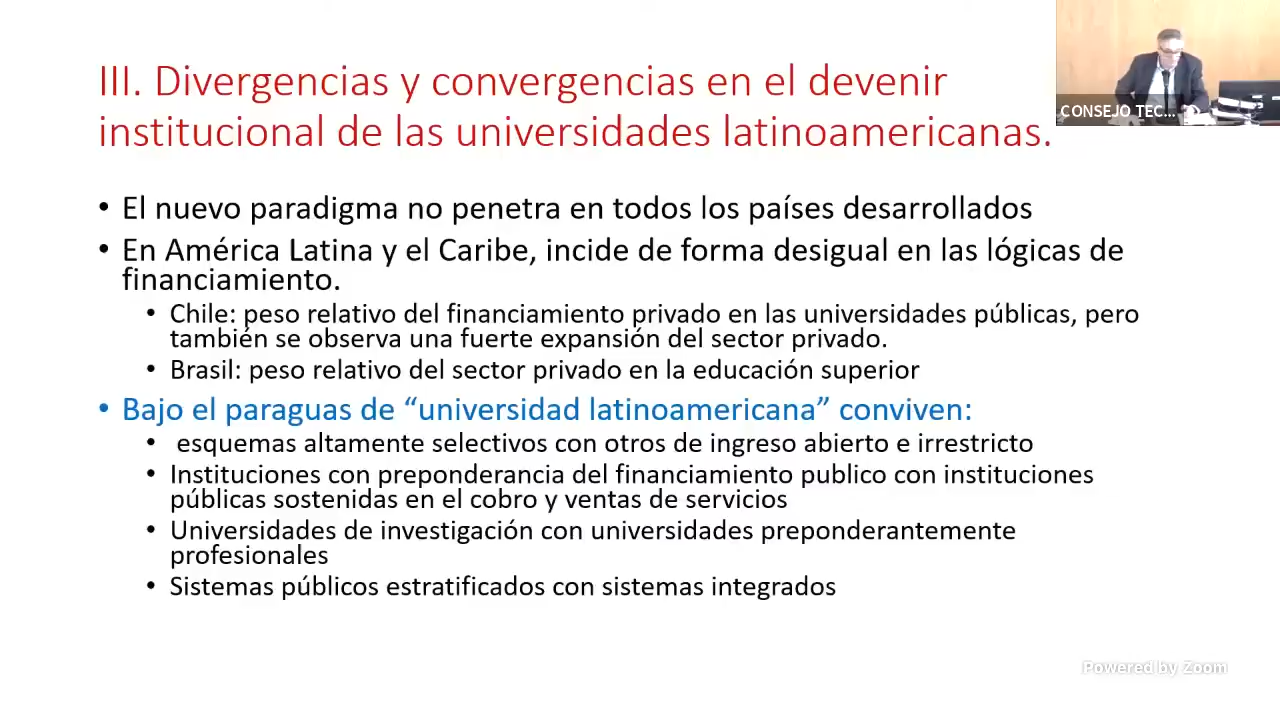 III. Divergencias y convergencias en el devenir
institucional de las universidades latinoamericanas.
CONSEJO TEC...
• El nuevo paradigma no penetra en todos los países desarrollados
• En América Latina y el Caribe, incide de forma desigual en las lógicas de
financiamiento.
• Chile: peso relativo del financiamiento privado en las universidades públicas, pero
también se observa una fuerte expansión del sector privado.
• Brasil: peso relativo del sector privado en la educación superior
• Bajo el paraguas de “universidad latinoamericana” conviven:
• esquemas altamente selectivos con otros de ingreso abierto e irrestricto
• Instituciones con preponderancia del financiamiento publico con instituciones
públicas sostenidas en el cobro y ventas de servicios
• Universidades de investigación con universidades preponderantemente
profesionales
• Sistemas públicos estratificados con sistemas integrados
Powered by Zoom